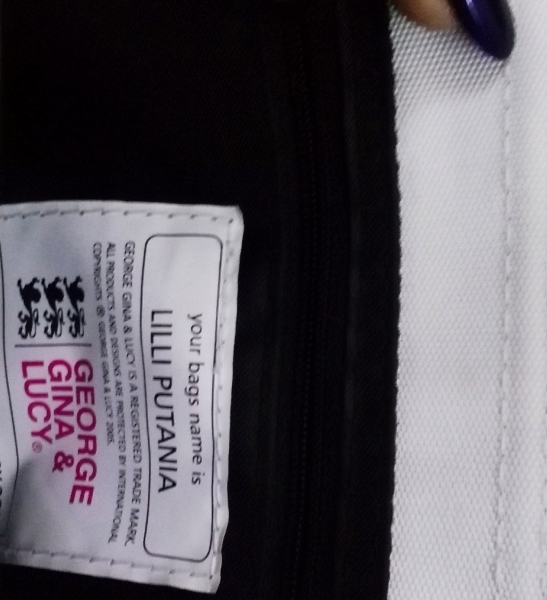 your bags name is
LILLI PUTANIA
GEORGE GINA & LUCY IS A REGISTERED TRADE MARK.
ALL PRODUCTS AND DESIGNS ARE PROTECTED BY INTERNATIONAL
COPYRIGHTS ® GEORGE GINA & LUCY 2005.
GEORGE
GINA &
LUCY®